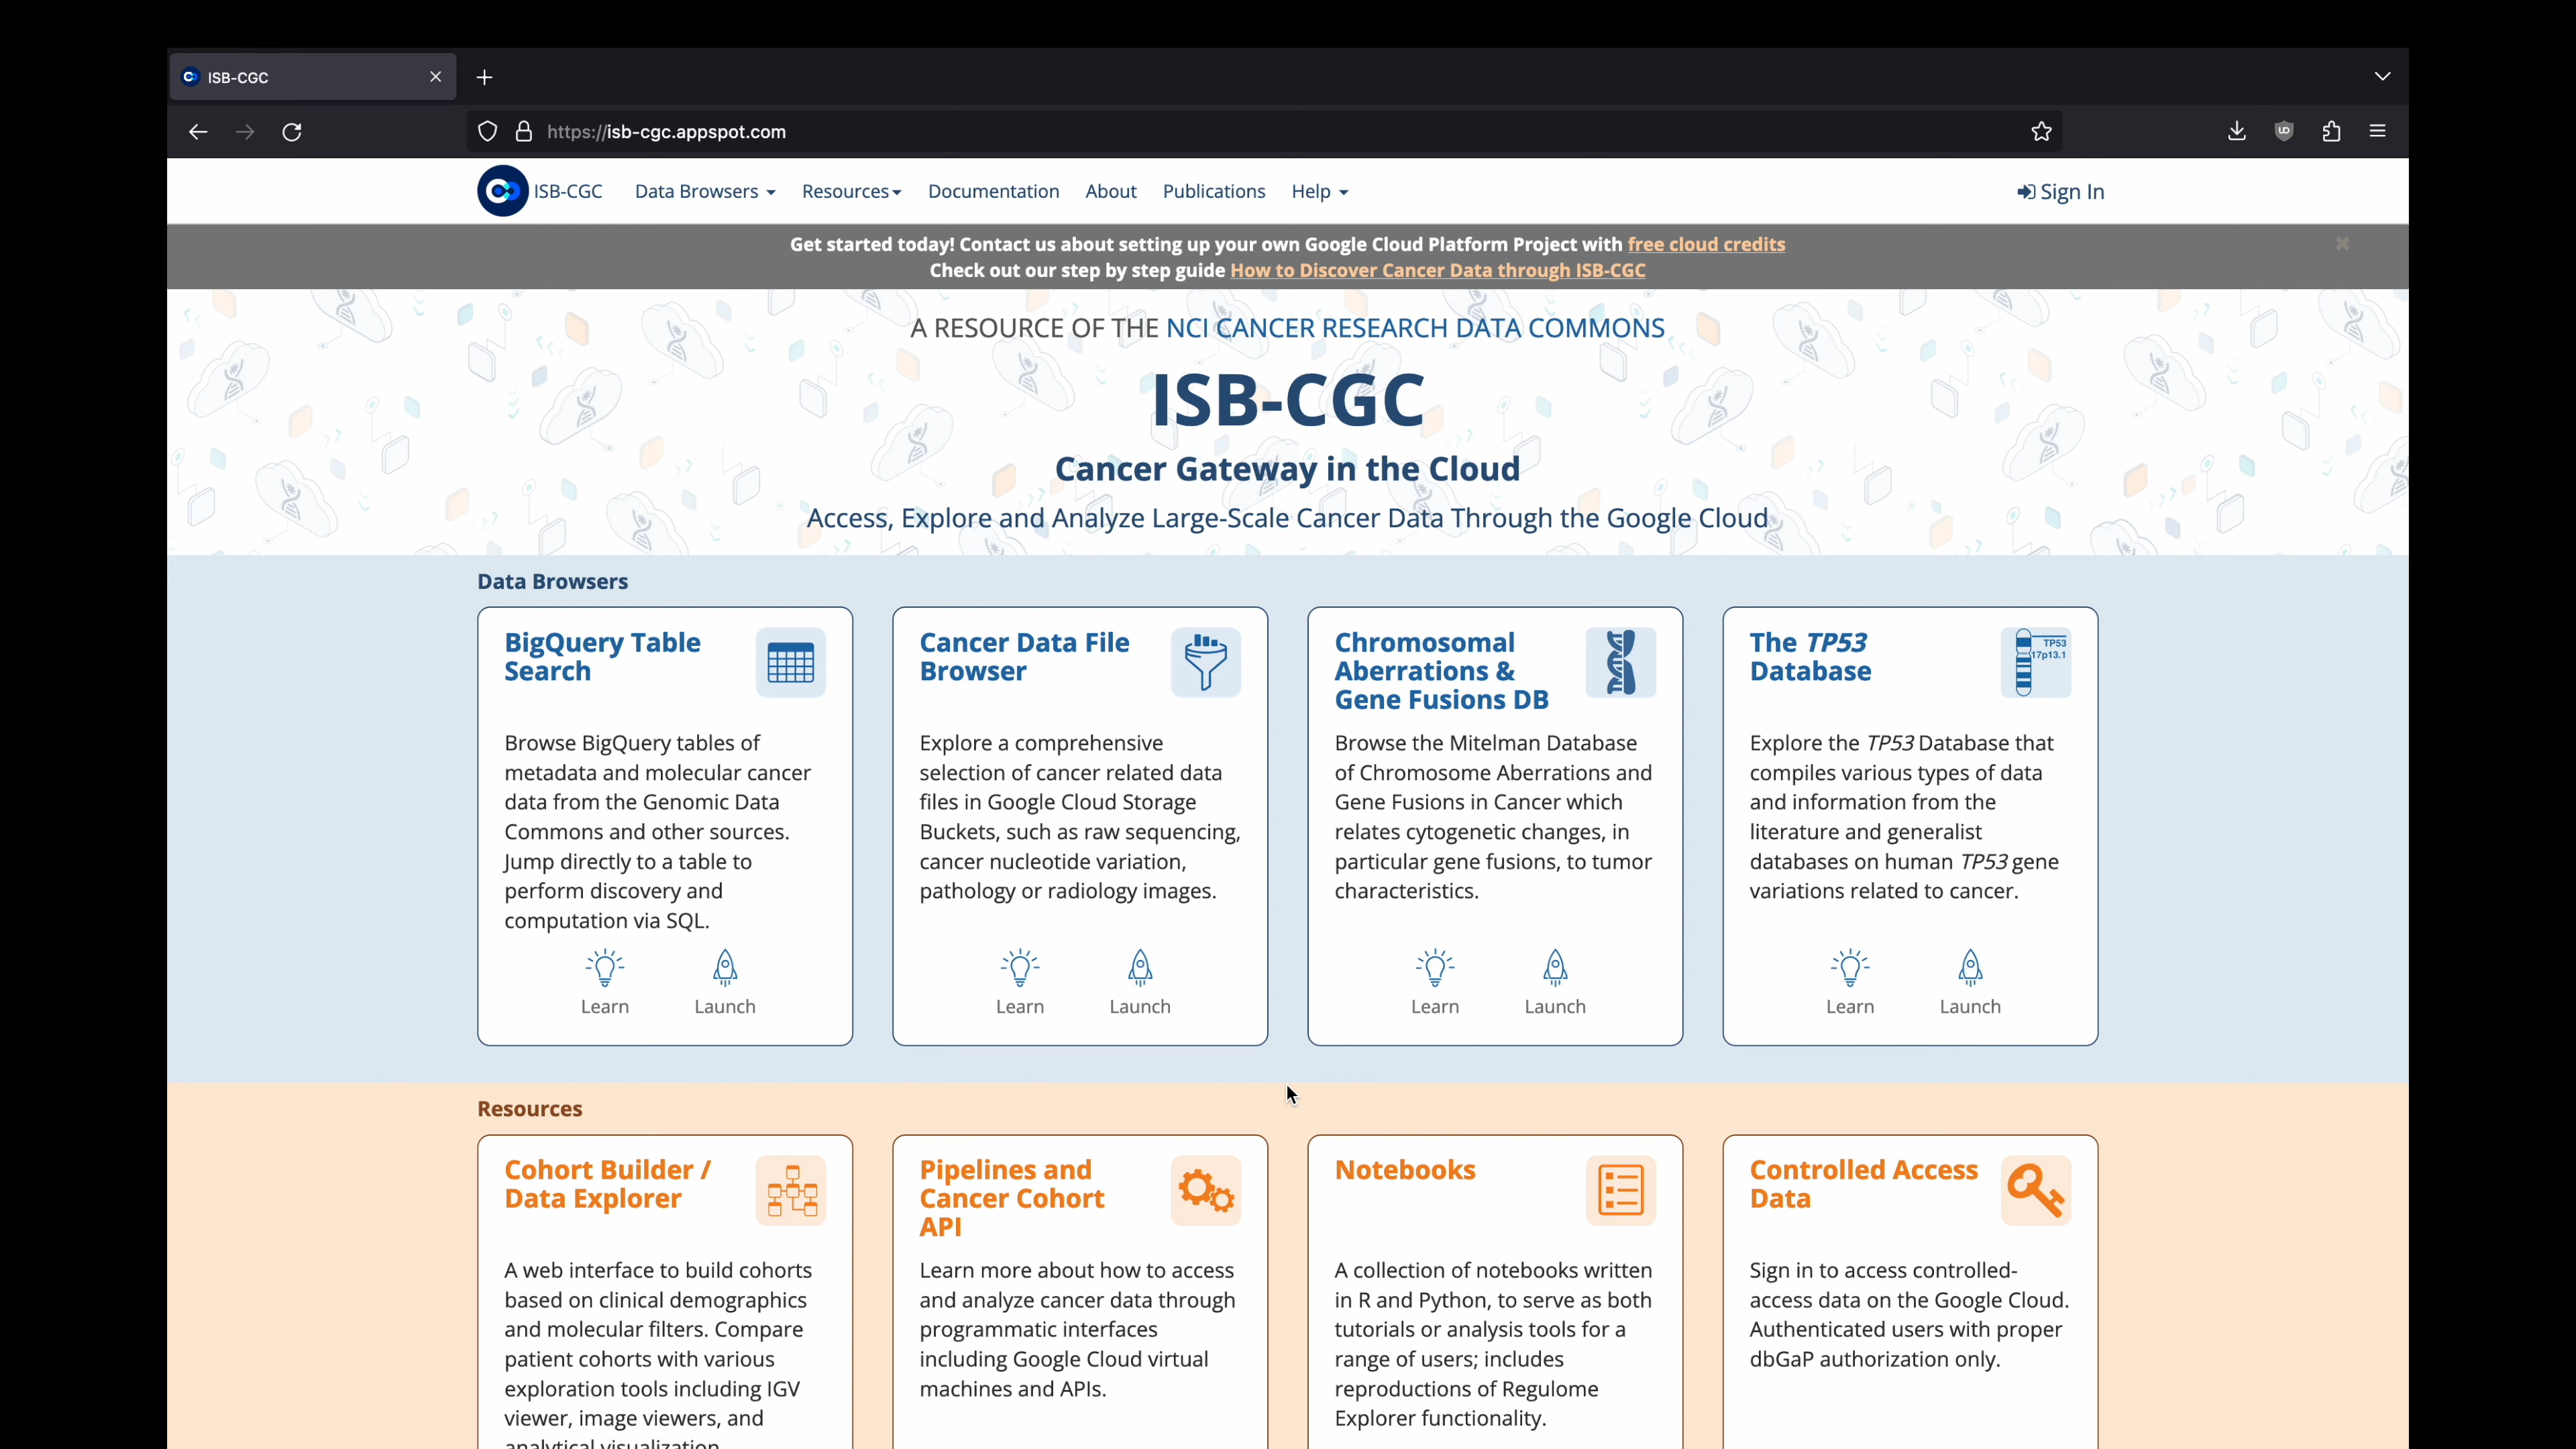 ISB-CGC
https://isb-cgc.appspot.com
ISB-CGC Data Browsers Resources Documentation About Publications Help Sign In
Get started today! Contact us about setting up your own Google Cloud Platform Project with free cloud credits
Check out our step by step guide How to Discover Cancer Data through ISB-CGC
A RESOURCE OF THE NCI CANCER RESEARCH DATA COMMONS
ISB-CGC
Cancer Gateway in the Cloud
Access, Explore and Analyze Large-Scale Cancer Data Through the Google Cloud
Data Browsers
BigQuery Table
Search
Browse BigQuery tables of
metadata and molecular cancer
data from the Genomic Data
Commons and other sources.
Jump directly to a table to
perform discovery and
computation via SQL.
Learn Launch
Cancer Data File
Browser
Explore a comprehensive
selection of cancer related data
files in Google Cloud Storage
Buckets, such as raw sequencing,
cancer nucleotide variation,
pathology or radiology images.
Learn Launch
Chromosomal
Aberrations &
Gene Fusions DB
Browse the Mitelman Database
of Chromosome Aberrations and
Gene Fusions in Cancer which
relates cytogenetic changes, in
particular gene fusions, to tumor
characteristics.
Learn Launch
The TP53
Database
TP53
17p13.1
Explore the TP53 Database that
compiles various types of data
and information from the
literature and generalist
databases on human TP53 gene
variations related to cancer.
Learn Launch
Resources
Cohort Builder /
Data Explorer
A web interface to build cohorts
based on clinical demographics
and molecular filters. Compare
patient cohorts with various
exploration tools including IGV
viewer, image viewers, and
analytical visualization
Pipelines and
Cancer Cohort
API
Learn more about how to access
and analyze cancer data through
programmatic interfaces
including Google Cloud virtual
machines and APIs.
Notebooks
A collection of notebooks written
in R and Python, to serve as both
tutorials or analysis tools for a
range of users; includes
reproductions of Regulome
Explorer functionality.
Controlled Access
Data
Sign in to access controlled-
access data on the Google Cloud.
Authenticated users with proper
dbGaP authorization only.